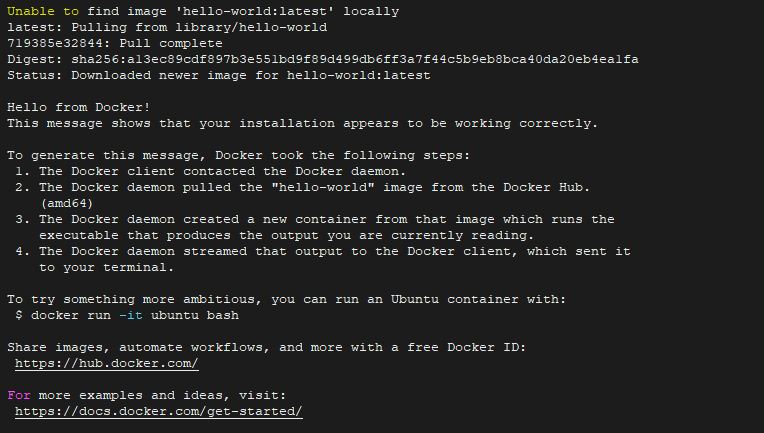 Unable to find image 'hello-world:latest' locally
latest: Pulling from library/hello-world
719385e32844: Pull complete
Digest: sha256:a13ec89cdf897b3e551bd9f89d499db6ff3a7f44c5b9eb8bca40da20eb4ea1fa
Status: Downloaded newer image for hello-world:latest
Hello from Docker!
This message shows that your installation appears to be working correctly.
To generate this message, Docker took the following steps:
1. The Docker client contacted the Docker daemon.
2. The Docker daemon pulled the "hello-world" image from the Docker Hub.
(amd64)
3. The Docker daemon created a new container from that image which runs the
executable that produces the output you are currently reading.
4. The Docker daemon streamed that output to the Docker client, which sent it
to your terminal.
To try something more ambitious, you can run an Ubuntu container with:
$ docker run -it ubuntu bash
Share images, automate workflows, and more with a free Docker ID:
https://hub.docker.com/
For more examples and ideas, visit:
https://docs.docker.com/get-started/